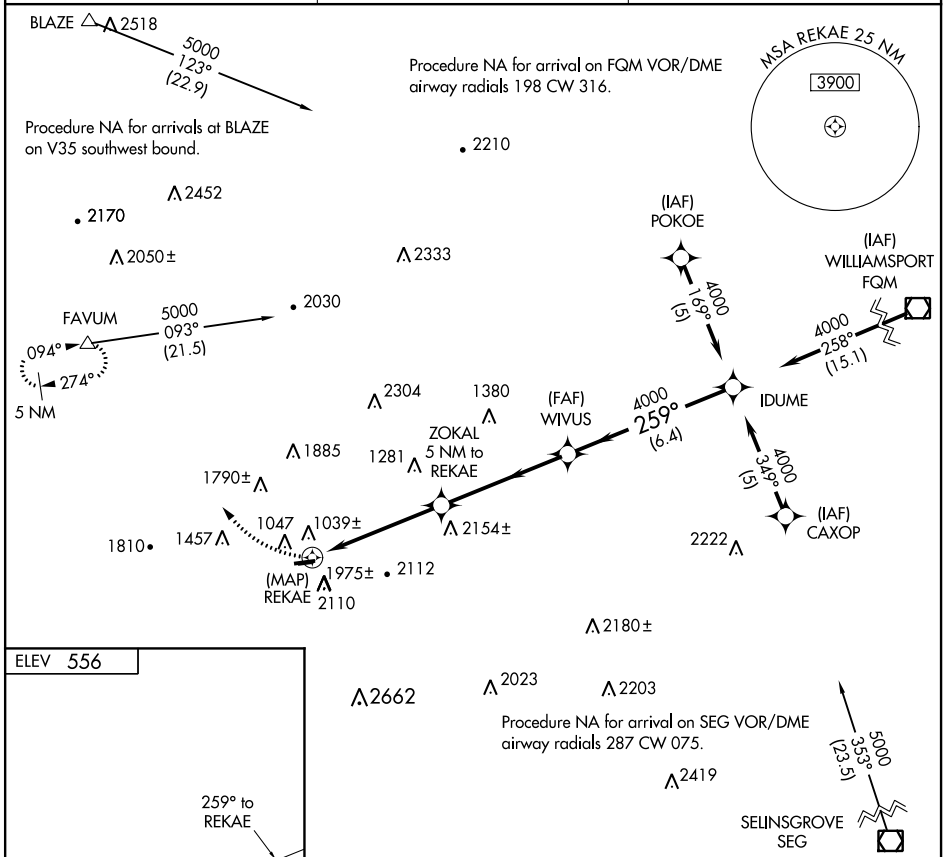 BLAZE
2518
5000
123°
(22.9)
Procedure NA for arrival on FQM VOR/DME
airway radials 198 CW 316.
MSA REKAE 25 NM
3900
Procedure NA for arrivals at BLAZE
on V35 southwest bound.
2210
2452
2170
2050±
2333
(IAF)
POKOE
4000
169°
(5)
(IAF)
WILLIAMSPORT
FQM
4000
258°
(15.1)
2030
FAVUM
5000
093°
(21.5)
094°
274°
5 NM
2304
1380
(FAF)
WIVUS
4000
259°
(6.4)
IDUME
ZOKAL
5 NM to
REKAE
1885
1281
1790±
4000
349°
(5)
(IAF)
CAXOP
1810
1457
1047
1039±
2154±
2222
(MAP)
REKAE
1975±
2112
2110
2180±
ELEV 556
2662
2023
2203
Procedure NA for arrival on SEG VOR/DME
airway radials 287 CW 075.
5000
353°
(23.5)
2419
259° to
REKAE
SELINSGROVE
SEG